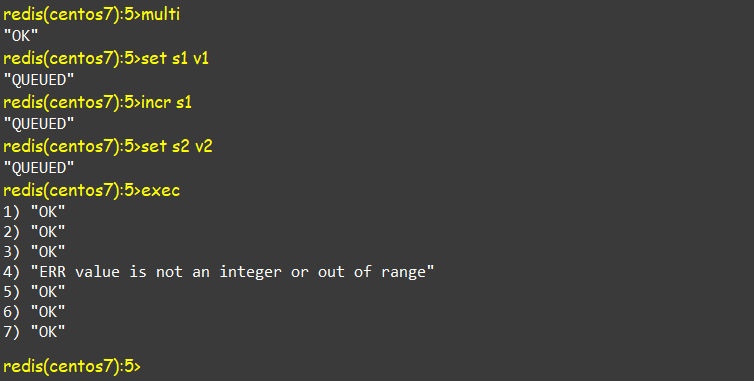 redis(centos7):5>multi
"OK"
redis(centos7):5>set s1 v1
"QUEUED"
redis(centos7):5>incr s1
"QUEUED"
redis(centos7):5>set s2 v2
"QUEUED"
redis(centos7):5>exec
1) "OK"
2) "OK"
3) "OK"
4) "ERR value is not an integer or out of range"
5) "OK"
6) "OK"
7) "OK"
redis(centos7):5>